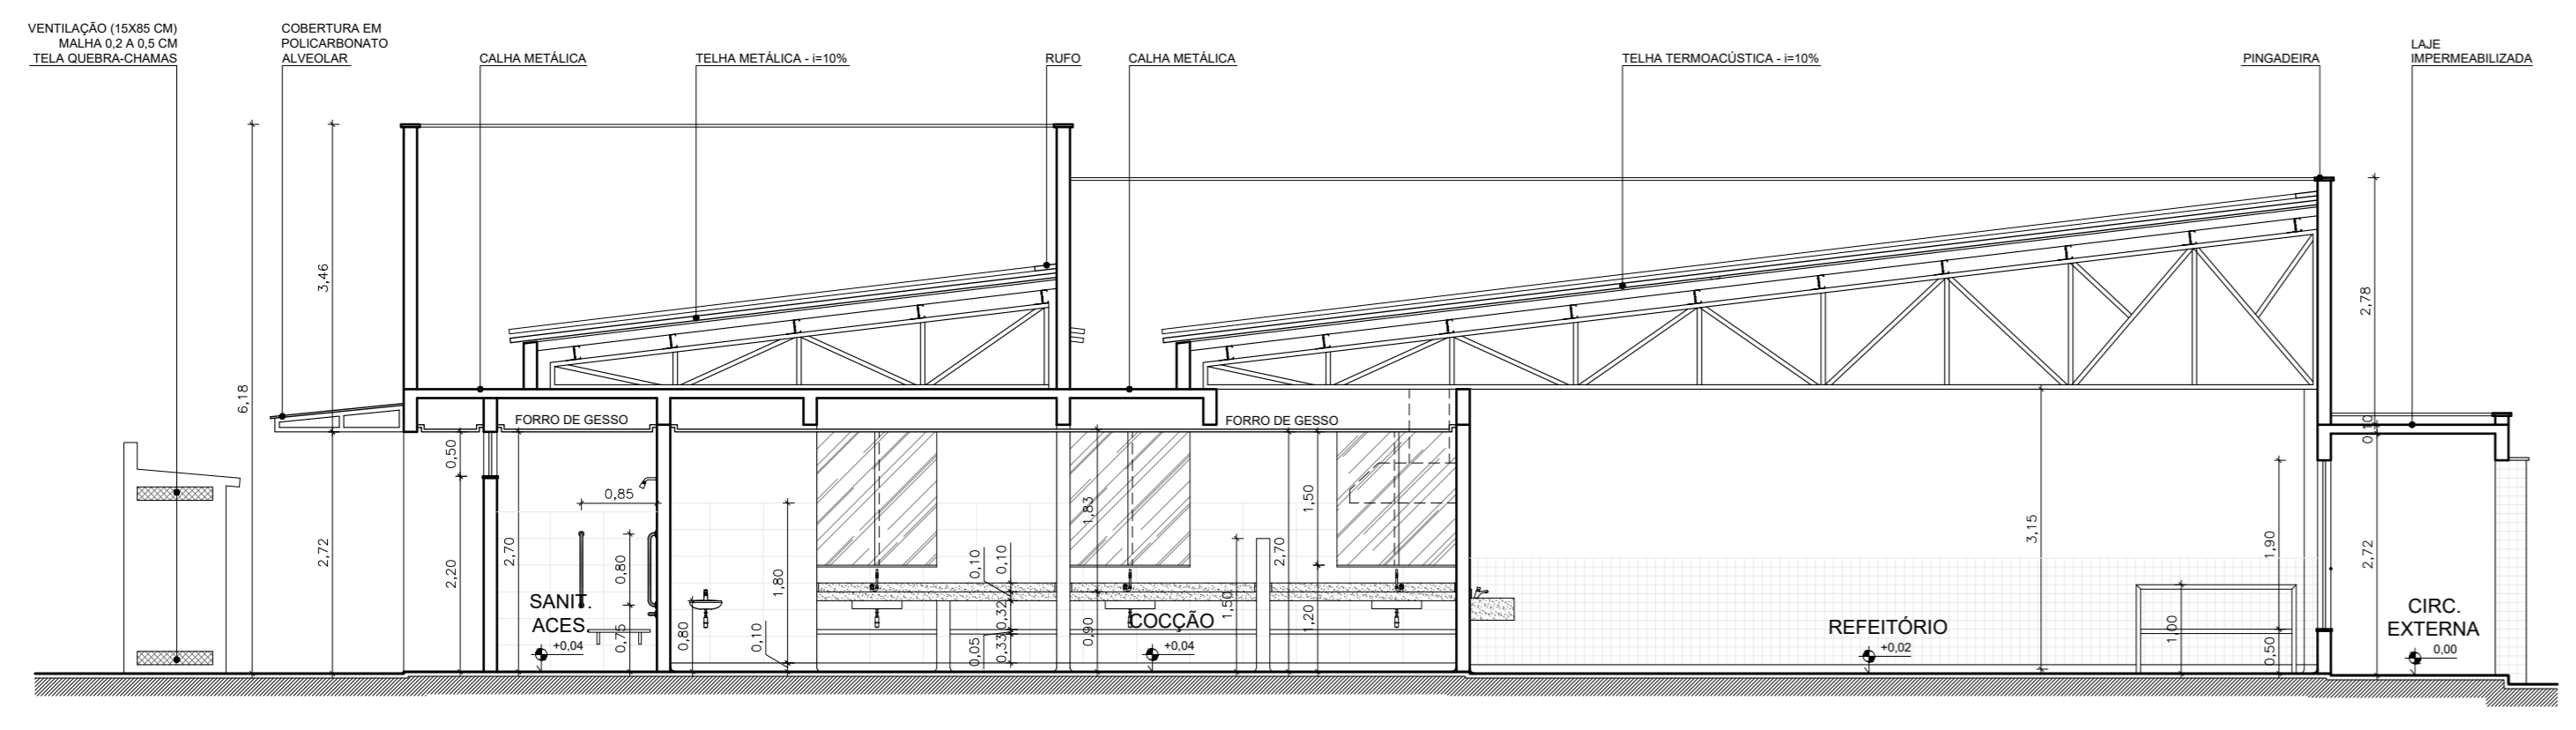 VENTILAÇÃO (15X85 CM)
MALHA 0,2 A 0,5 CM
TELA QUEBRA-CHAMAS
COBERTURA EM
POLICARBONATO
ALVEOLAR
CALHA METÁLICA
TELHA METÁLICA - i=10%
RUFO
CALHA METÁLICA
TELHA TERMOACÚSTICA - i=10%
PINGADEIRA
LAJE
IMPERMEABILIZADA
6,18
3,46
2,72
2,78
0,10
2,72
FORRO DE GESSO
FORRO DE GESSO
0,50
2,20
2,70
0,85
0,80
0,75
SANIT.
ACES.
+0,04
0,80
0,10
1,80
0,10
0,10
0,32
0,05
0,33
1,83
0,90
COCÇÃO
+0,04
1,50
2,70
1,50
1,20
REFEITÓRIO
+0,02
3,15
1,00
1,90
0,50
CIRC.
EXTERNA
0,00